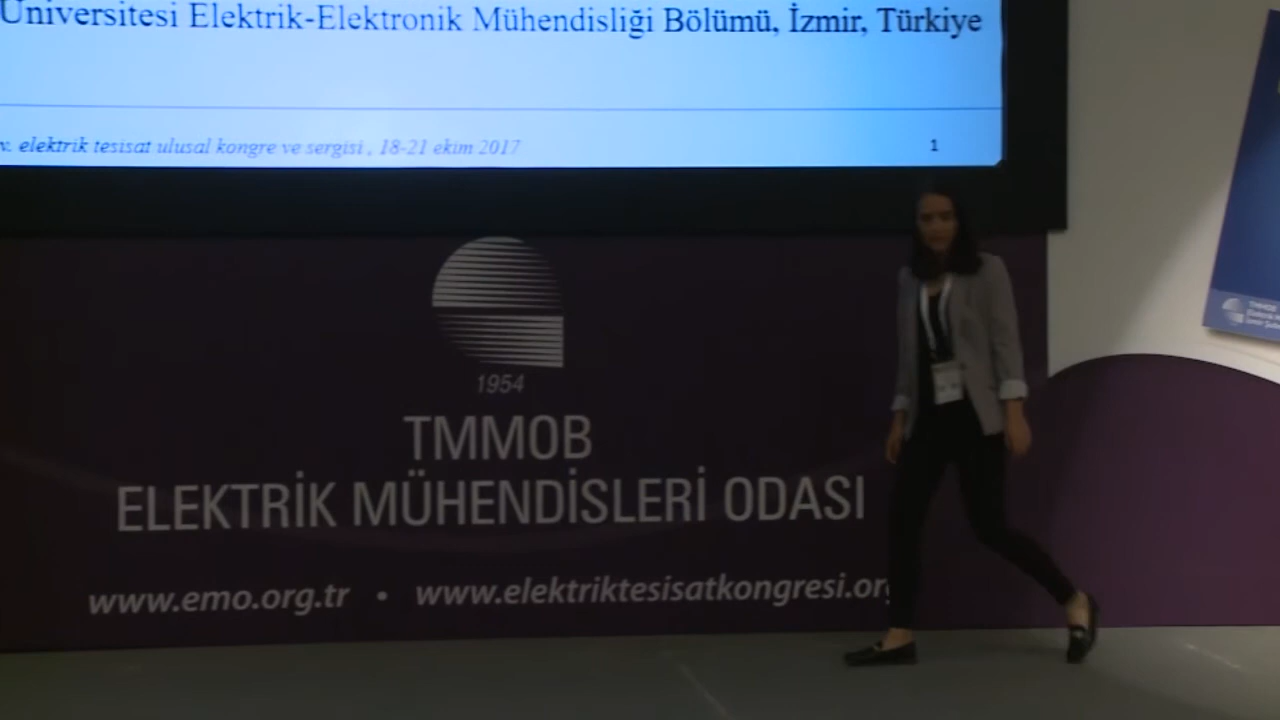 Üniversitesi Elektrik-Elektronik Mühendisliği Bölümü, İzmir, Türkiye
v. elektrik tesisat ulusal kongre ve sergisi , 18-21 ekim 2017
1
1954
TMMOB
ELEKTRİK MÜHENDİSLERİ ODASI
www.emo.org.tr • www.elektriktesisatkongresi.org
TMMOB